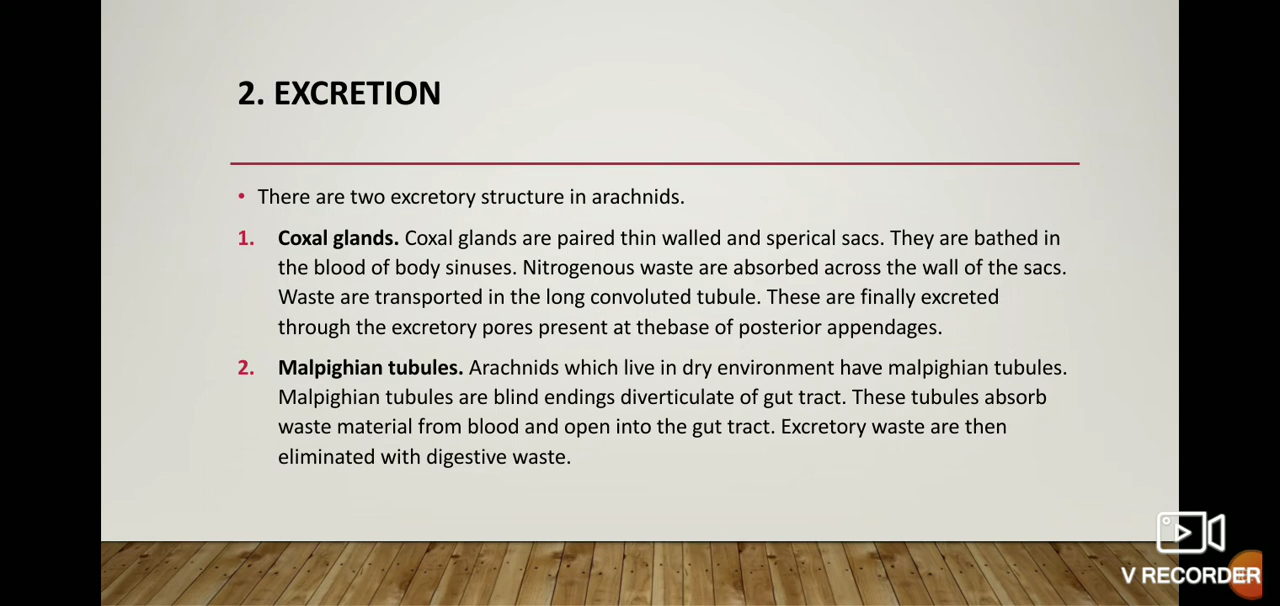 2. EXCRETION
• There are two excretory structure in arachnids.
1. Coxal glands. Coxal glands are paired thin walled and sperical sacs. They are bathed in
the blood of body sinuses. Nitrogenous waste are absorbed across the wall of the sacs.
Waste are transported in the long convoluted tubule. These are finally excreted
through the excretory pores present at thebase of posterior appendages.
2. Malpighian tubules. Arachnids which live in dry environment have malpighian tubules.
Malpighian tubules are blind endings diverticulate of gut tract. These tubules absorb
waste material from blood and open into the gut tract. Excretory waste are then
eliminated with digestive waste.
V RECORDER